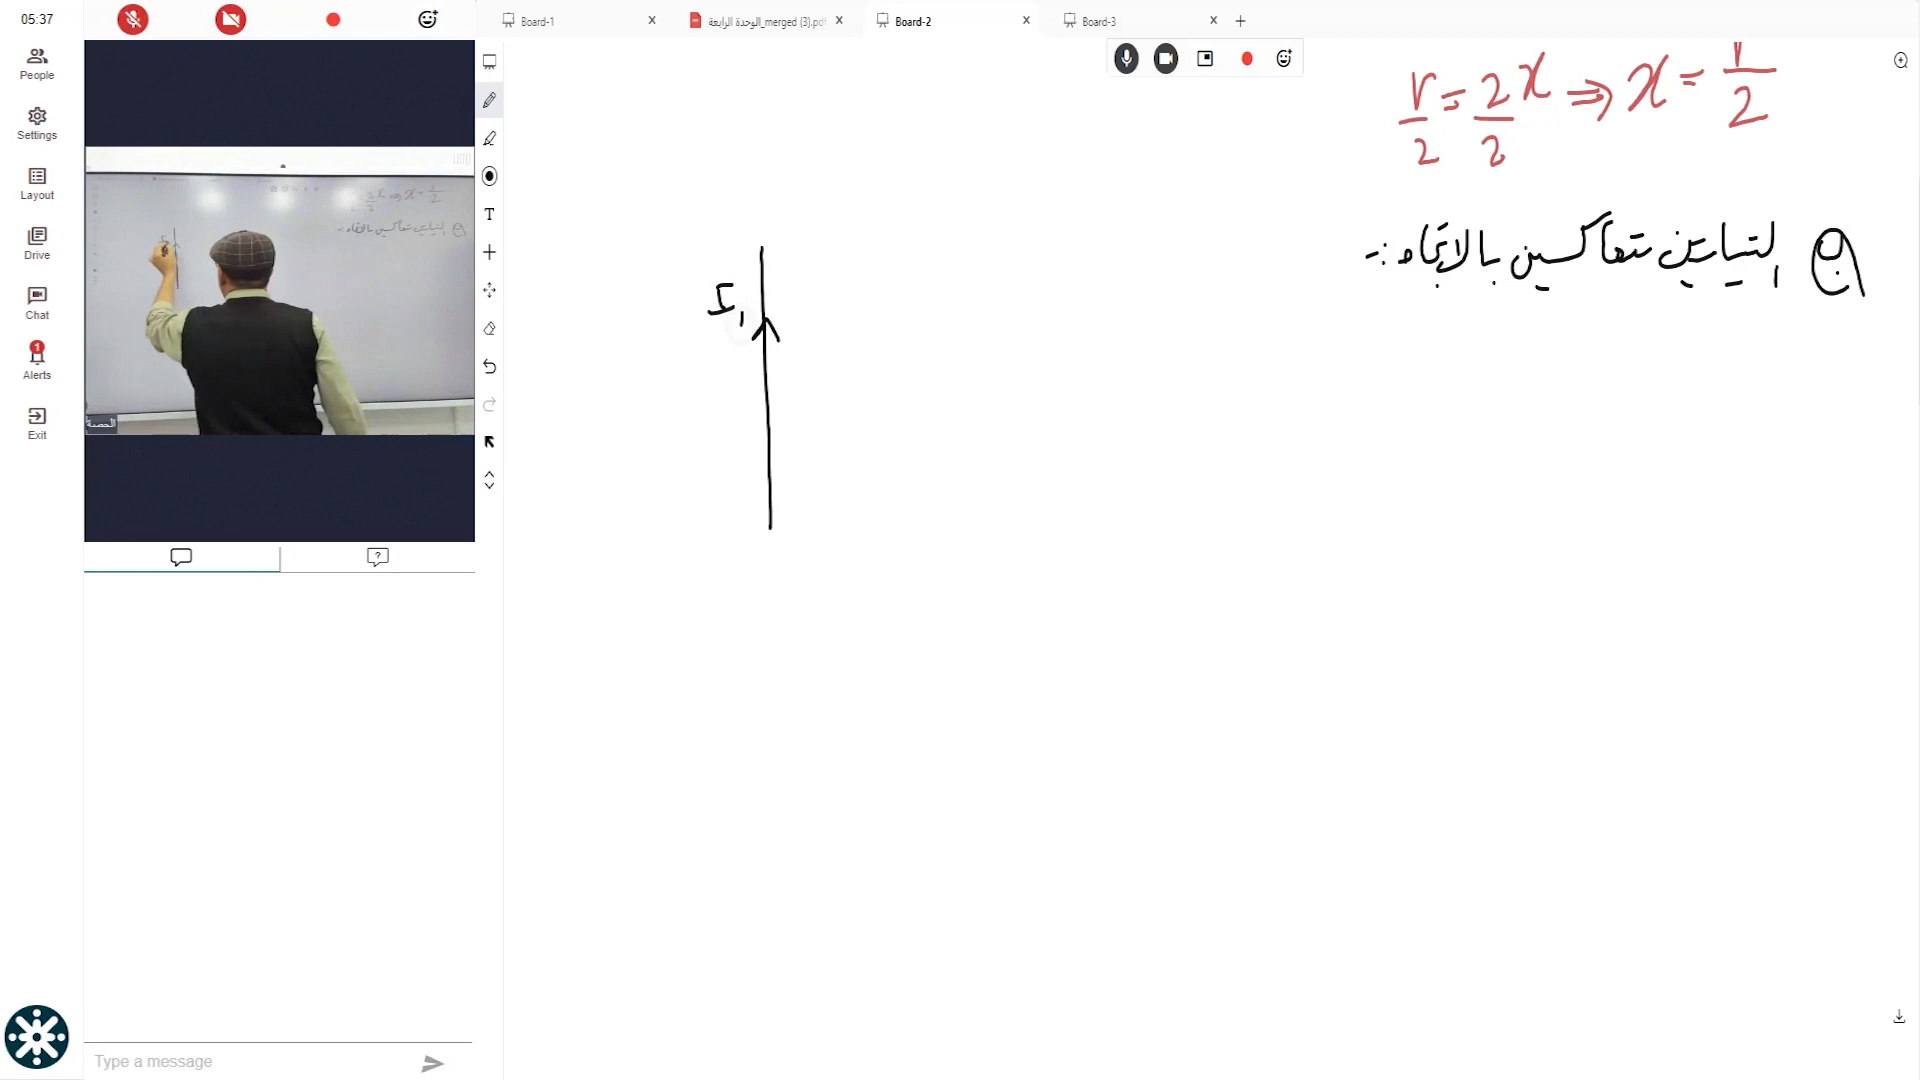 05:37
Board-1
الوحدة الرابعة_merged (3).pdf
Board-2
Board-3
People
Settings
Layout
Drive
Chat
1
Alerts
Exit
T
الحصة
Type a message
r/2 = 2x/2 ⇒ x = r/2
ب) التيارين متعاكسين بالاتجاه :-
I₁